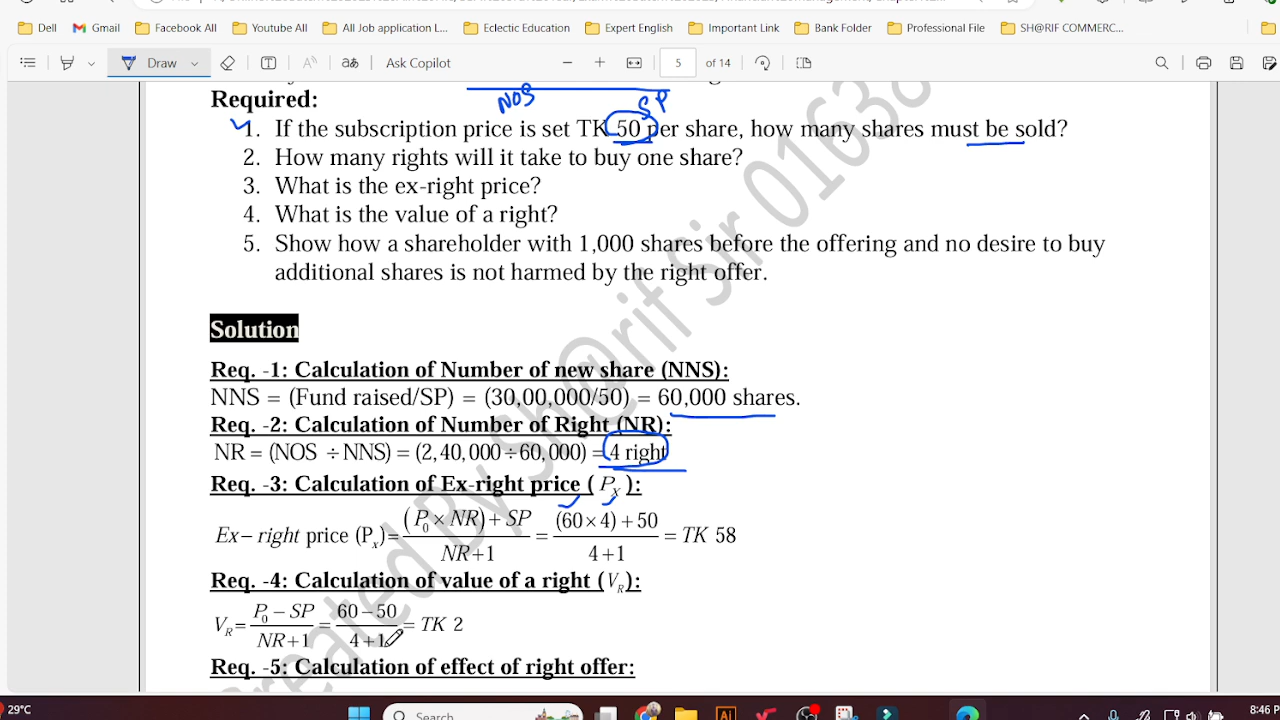 Dell Gmail Facebook All Youtube All All Job application L... Eclectic Education Expert English Important Link Bank Folder Professional File SH@RIF COMMERC...
Draw Ask Copilot 5 of 14
Required:
NOS SP
1. If the subscription price is set TK 50 per share, how many shares must be sold?
2. How many rights will it take to buy one share?
3. What is the ex-right price?
4. What is the value of a right?
5. Show how a shareholder with 1,000 shares before the offering and no desire to buy
additional shares is not harmed by the right offer.
Solution
Req. -1: Calculation of Number of new share (NNS):
NNS = (Fund raised/SP) = (30,00,000/50) = 60,000 shares.
Req. -2: Calculation of Number of Right (NR):
NR = (NOS ÷ NNS) = (2,40,000 ÷ 60,000) = 4 right
Req. -3: Calculation of Ex-right price ( Pₓ ):
Ex– right price (Pₓ)= (P₀ × NR) + SP / NR+1 = (60 × 4) + 50 / 4+1 = TK 58
Req. -4: Calculation of value of a right (V_R):
V_R = P₀ – SP / NR+1 = 60 – 50 / 4+1 = TK 2
Req. -5: Calculation of effect of right offer:
Created By Sh@rif Sir 01638
29°C Search 8:46 P